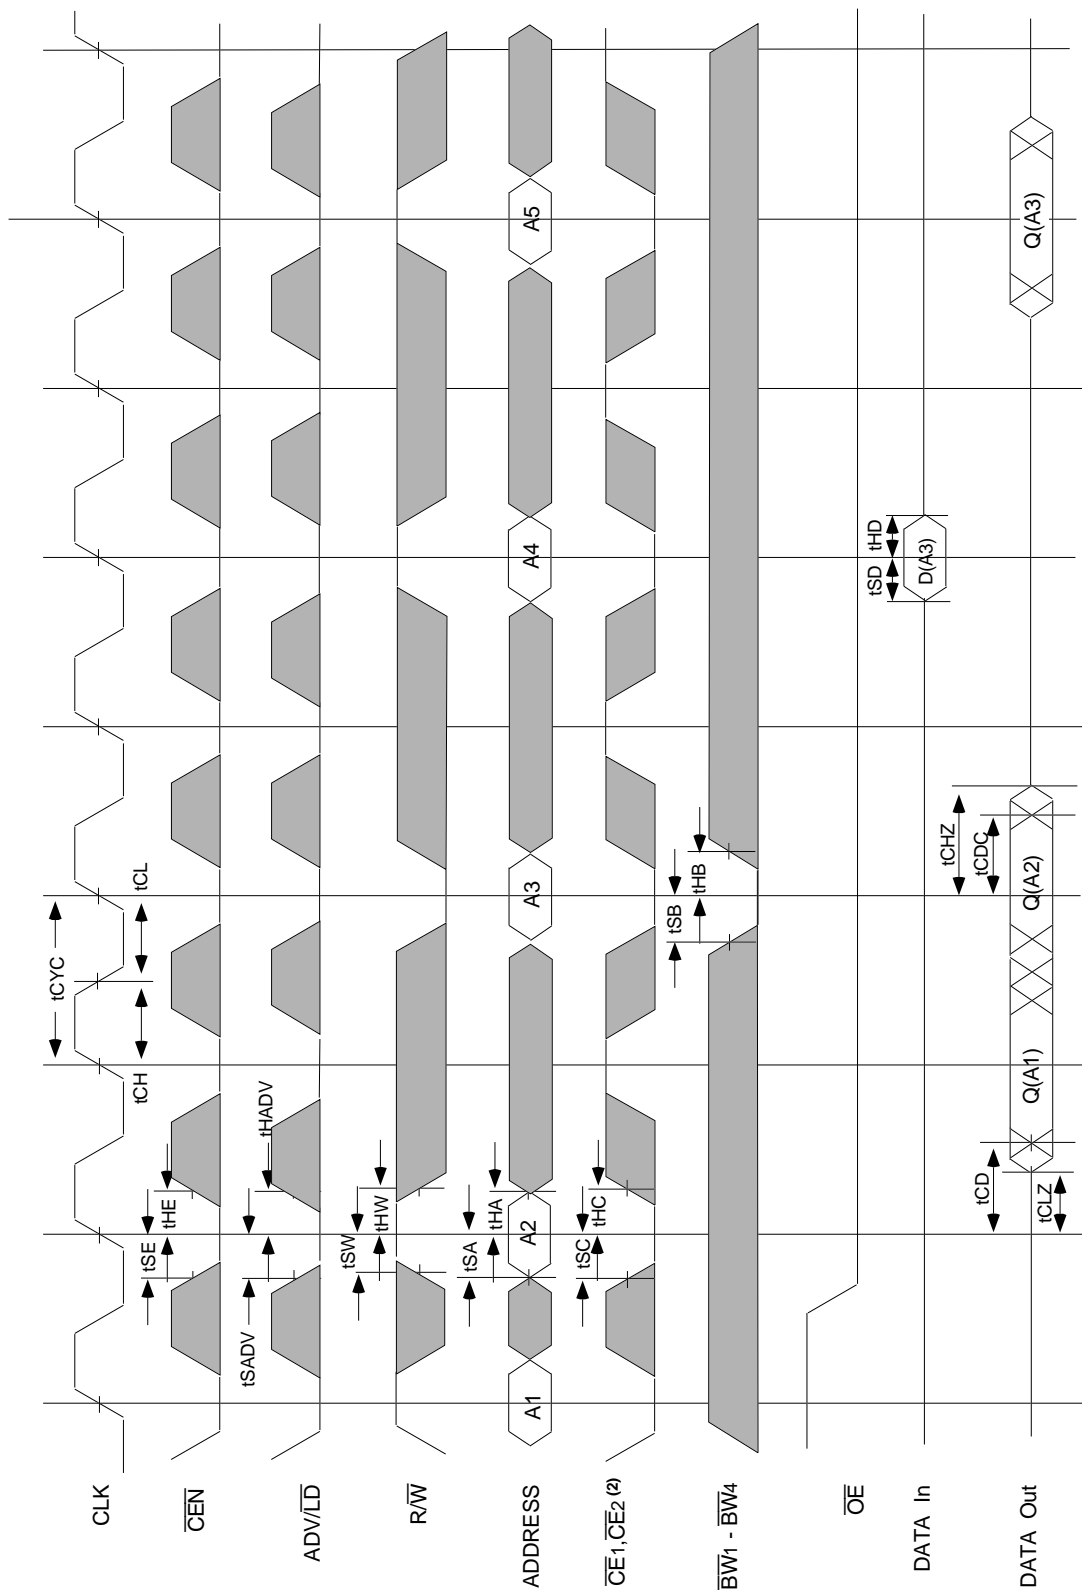 CLK
tCYC
tCH
tCL
CEN
tSE
tHE
ADV/LD
tSADV
tHADV
R/W
tSW
tHW
ADDRESS
A1
A2
A3
A4
A5
tSA
tHA
CE1,CE2 (2)
tSC
tHC
BW1 - BW4
tSB
tHB
OE
DATA In
tSD
tHD
D(A3)
DATA Out
tCLZ
tCD
Q(A1)
Q(A2)
tCHZ
tCDC
Q(A3)